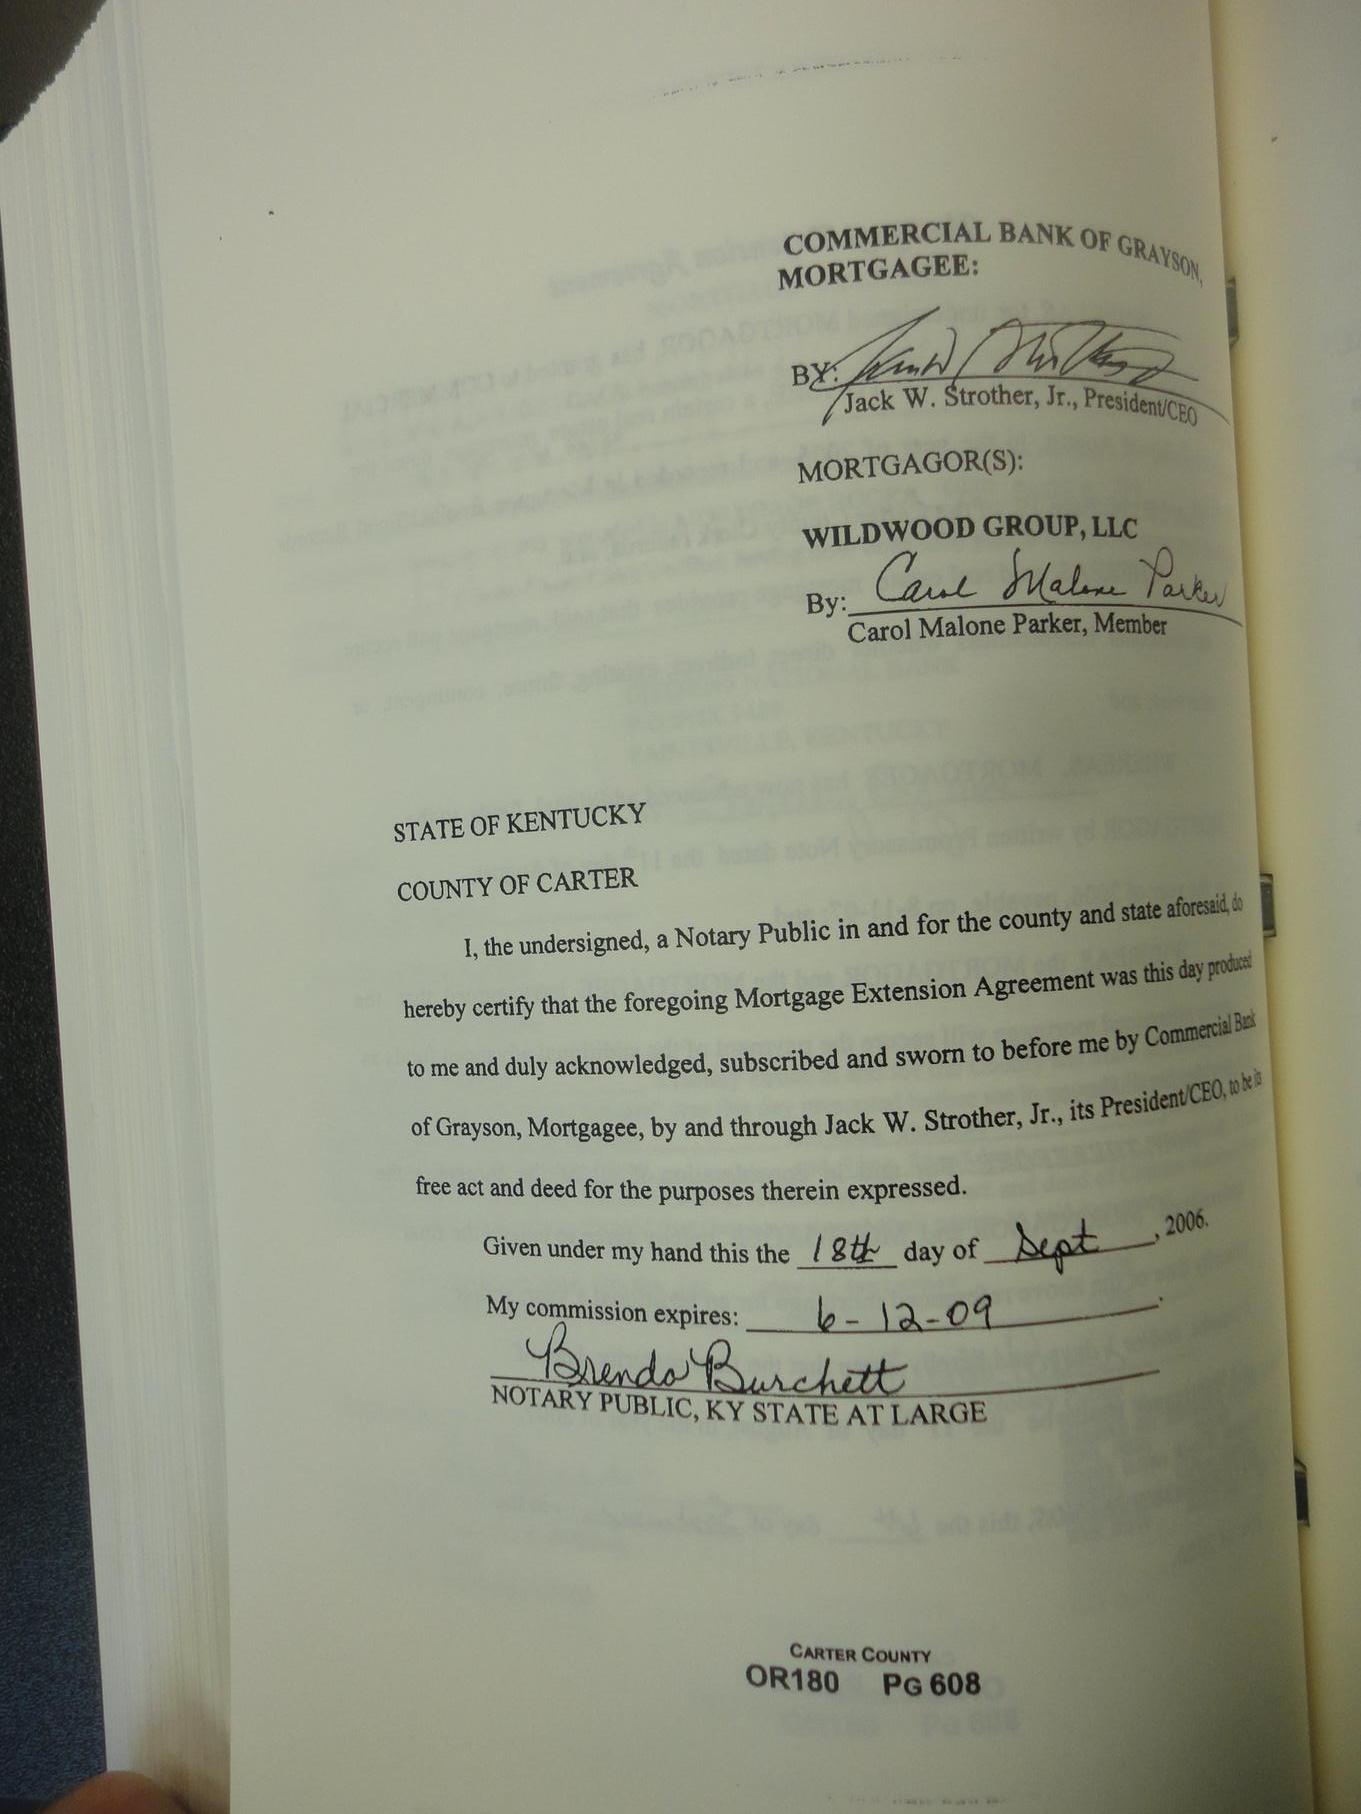 COMMERCIAL BANK OF GRAYSON,
MORTGAGEE:
BY:
Jack W. Strother, Jr., President/CEO
MORTGAGOR(S):
WILDWOOD GROUP, LLC
By: Carol Malone Parker
Carol Malone Parker, Member
STATE OF KENTUCKY
COUNTY OF CARTER
I, the undersigned, a Notary Public in and for the county and state aforesaid, do
hereby certify that the foregoing Mortgage Extension Agreement was this day produced
to me and duly acknowledged, subscribed and sworn to before me by Commercial Bank
of Grayson, Mortgagee, by and through Jack W. Strother, Jr., its President/CEO, to be its
free act and deed for the purposes therein expressed.
Given under my hand this the 18th day of Sept, 2006.
My commission expires: 6-12-09.
Brenda Burchett
NOTARY PUBLIC, KY STATE AT LARGE
CARTER COUNTY
OR180 PG 608